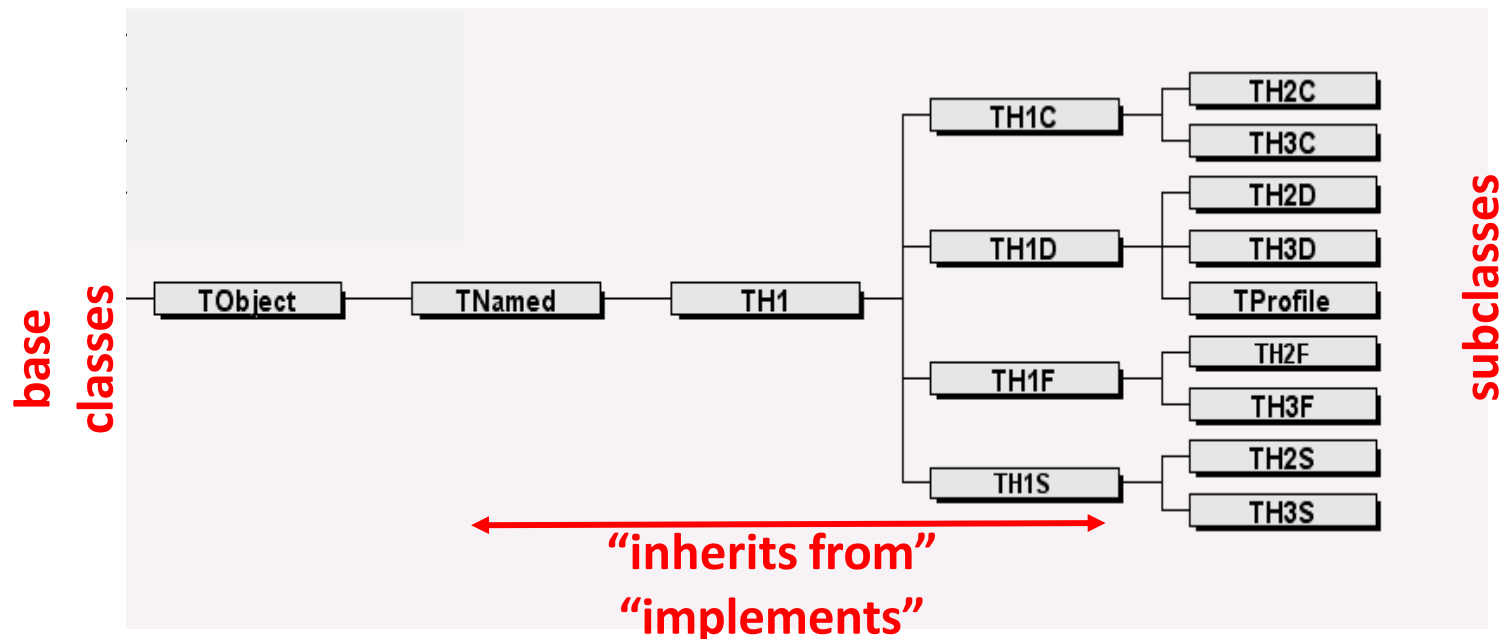 base
classes
TObject
TNamed
TH1
TH1C
TH1D
TH1F
TH1S
TH2C
TH3C
TH2D
TH3D
TProfile
TH2F
TH3F
TH2S
TH3S
subclasses
“inherits from”
“implements”